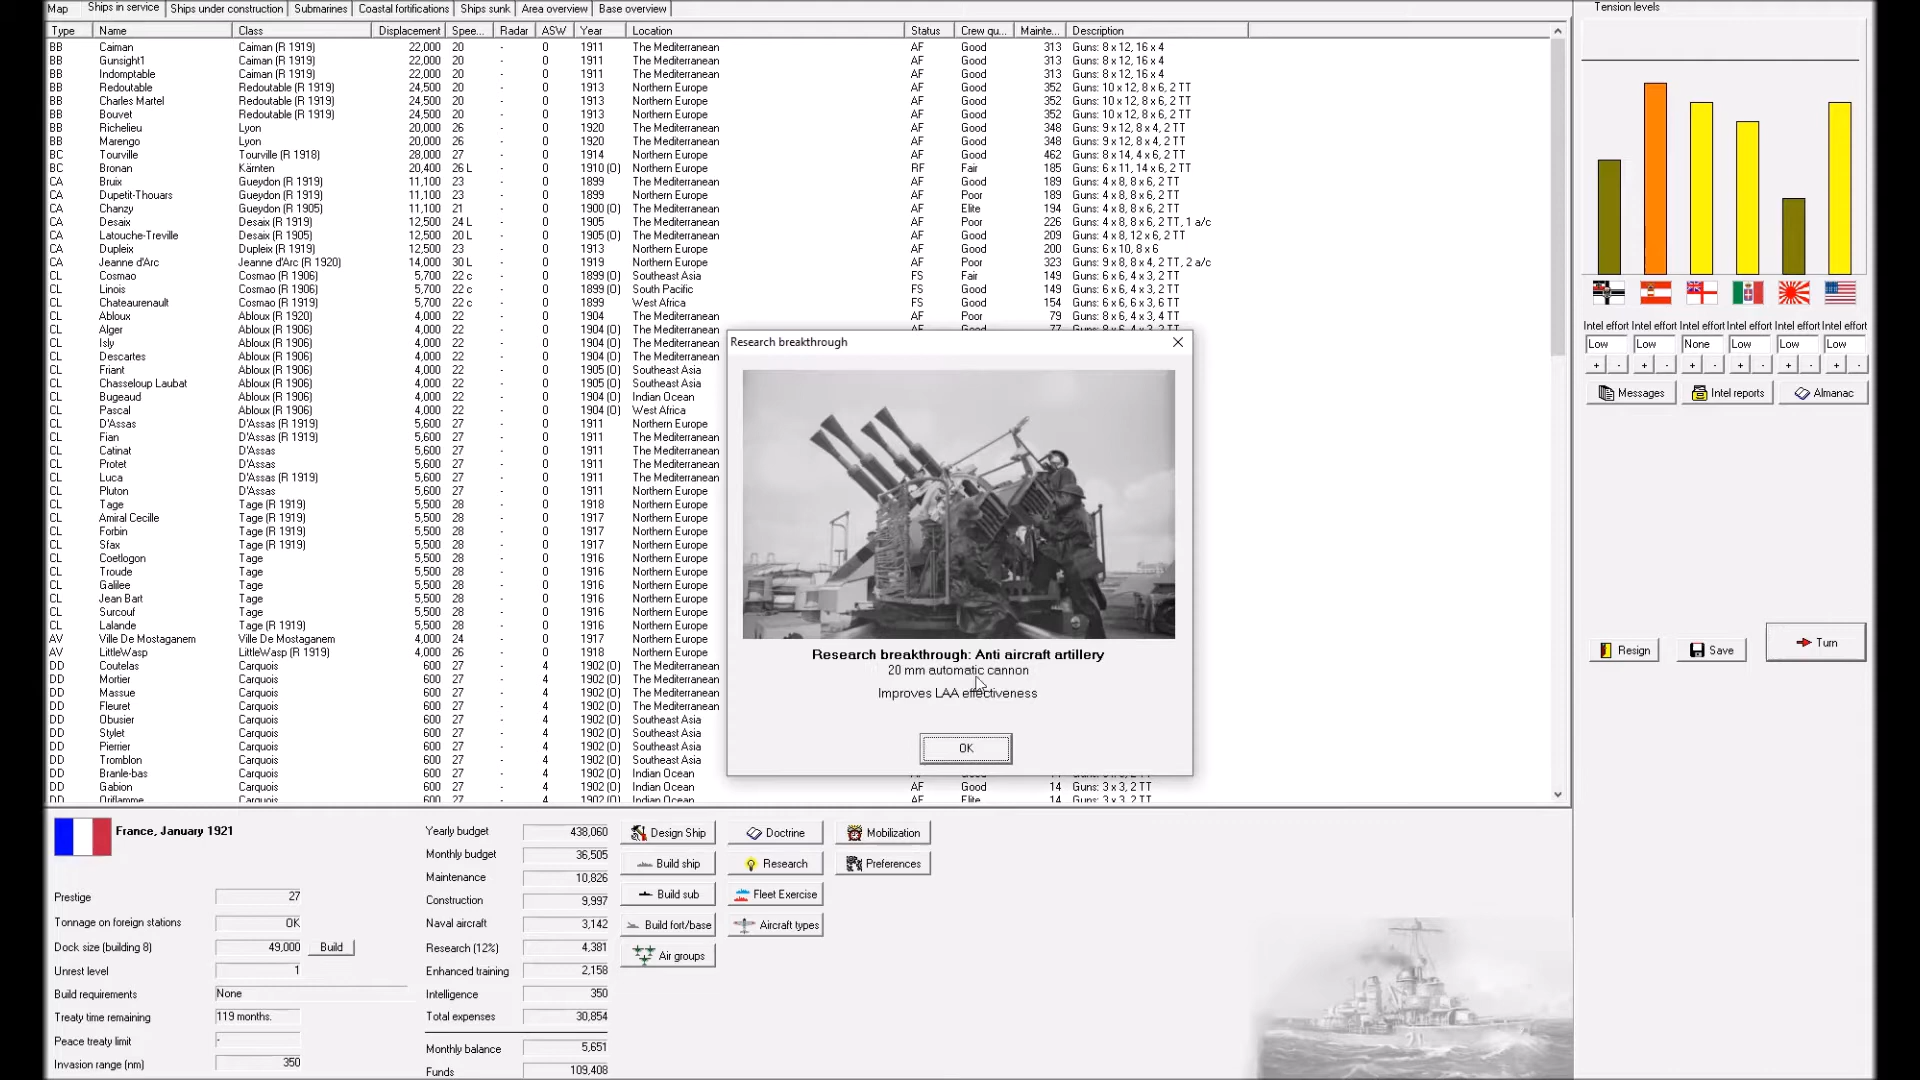 Map Ships in service Ships under construction Submarines Coastal fortifications Ships sunk Area overview Base overview Tension levels
Type Name Class Displacement Spee... Radar ASW Year Location Status Crew qu... Mainte... Description
BB Caiman Caiman (R 1919) 22,000 20 - 0 1911 The Mediterranean AF Good 313 Guns: 8 x 12, 16 x 4
BB Gunsight1 Caiman (R 1919) 22,000 20 - 0 1911 The Mediterranean AF Good 313 Guns: 8 x 12, 16 x 4
BB Indomptable Caiman (R 1919) 22,000 20 - 0 1911 The Mediterranean AF Good 313 Guns: 8 x 12, 16 x 4
BB Redoutable Redoutable (R 1919) 24,500 20 - 0 1913 Northern Europe AF Good 352 Guns: 10 x 12, 8 x 6, 2 TT
BB Charles Martel Redoutable (R 1919) 24,500 20 - 0 1913 Northern Europe AF Good 352 Guns: 10 x 12, 8 x 6, 2 TT
BB Bouvet Redoutable (R 1919) 24,500 20 - 0 1913 Northern Europe AF Good 352 Guns: 10 x 12, 8 x 6, 2 TT
BB Richelieu Lyon 20,000 26 - 0 1920 The Mediterranean AF Good 348 Guns: 9 x 12, 8 x 4, 2 TT
BB Marengo Lyon 20,000 26 - 0 1920 The Mediterranean AF Good 348 Guns: 9 x 12, 8 x 4, 2 TT
BC Tourville Tourville (R 1918) 28,000 27 - 0 1914 Northern Europe AF Good 462 Guns: 8 x 14, 4 x 6, 2 TT
BC Bronan Kärnten 20,400 26 L - 0 1910 (O) Northern Europe RF Fair 185 Guns: 6 x 11, 14 x 6, 2 TT
CA Bruix Gueydon (R 1919) 11,100 23 - 0 1899 The Mediterranean AF Good 189 Guns: 4 x 8, 8 x 6, 2 TT
CA Dupetit-Thouars Gueydon (R 1919) 11,100 23 - 0 1899 Northern Europe AF Poor 189 Guns: 4 x 8, 8 x 6, 2 TT
CA Chanzy Gueydon (R 1905) 11,100 21 - 0 1900 (O) The Mediterranean AF Elite 194 Guns: 4 x 8, 8 x 6, 2 TT
CA Desaix Desaix (R 1919) 12,500 24 L - 0 1905 The Mediterranean AF Poor 226 Guns: 4 x 8, 8 x 6, 2 TT, 1 a/c
CA Latouche-Treville Desaix (R 1905) 12,500 20 L - 0 1905 (O) The Mediterranean AF Good 209 Guns: 4 x 8, 12 x 6, 2 TT
CA Dupleix Dupleix (R 1919) 12,500 23 - 0 1913 Northern Europe AF Good 200 Guns: 6 x 10, 8 x 6
CA Jeanne d'Arc Jeanne d'Arc (R 1920) 14,000 30 L - 0 1919 Northern Europe AF Poor 323 Guns: 9 x 8, 8 x 4, 2 TT, 2 a/c
CL Cosmao Cosmao (R 1906) 5,700 22 c - 0 1899 (O) Southeast Asia FS Fair 149 Guns: 6 x 6, 4 x 3, 2 TT
CL Linois Cosmao (R 1906) 5,700 22 c - 0 1899 (O) South Pacific FS Good 149 Guns: 6 x 6, 4 x 3, 2 TT
CL Chateaurenault Cosmao (R 1919) 5,700 22 c - 0 1899 West Africa FS Good 154 Guns: 6 x 6, 6 x 3, 6 TT
CL Abloux Abloux (R 1920) 4,000 22 - 0 1904 The Mediterranean AF Poor 79 Guns: 8 x 6, 4 x 3, 4 TT
CL Alger Abloux (R 1906) 4,000 22 - 0 1904 (O) The Mediterranean
CL Isly Abloux (R 1906) 4,000 22 - 0 1904 (O) The Mediterranean
CL Descartes Abloux (R 1906) 4,000 22 - 0 1904 (O) The Mediterranean
CL Friant Abloux (R 1906) 4,000 22 - 0 1905 (O) Southeast Asia
CL Chasseloup Laubat Abloux (R 1906) 4,000 22 - 0 1905 (O) Southeast Asia
CL Bugeaud Abloux (R 1906) 4,000 22 - 0 1904 (O) Indian Ocean
CL Pascal Abloux (R 1906) 4,000 22 - 0 1904 (O) West Africa
CL D'Assas D'Assas (R 1919) 5,600 27 - 0 1911 Northern Europe
CL Fian D'Assas (R 1919) 5,600 27 - 0 1911 The Mediterranean
CL Catinat D'Assas 5,600 27 - 0 1911 The Mediterranean
CL Protet D'Assas 5,600 27 - 0 1911 The Mediterranean
CL Luca D'Assas (R 1919) 5,600 27 - 0 1911 The Mediterranean
CL Pluton D'Assas 5,600 27 - 0 1911 Northern Europe
CL Tage Tage (R 1919) 5,500 28 - 0 1918 Northern Europe
CL Amiral Cecille Tage (R 1919) 5,500 28 - 0 1917 Northern Europe
CL Forbin Tage (R 1919) 5,500 28 - 0 1917 Northern Europe
CL Sfax Tage (R 1919) 5,500 28 - 0 1917 Northern Europe
CL Coetlogon Tage 5,500 28 - 0 1916 Northern Europe
CL Troude Tage 5,500 28 - 0 1916 Northern Europe
CL Galilee Tage 5,500 28 - 0 1916 Northern Europe
CL Jean Bart Tage 5,500 28 - 0 1916 Northern Europe
CL Surcouf Tage 5,500 28 - 0 1916 Northern Europe
CL Lalande Tage (R 1919) 5,500 28 - 0 1916 Northern Europe
AV Ville De Mostaganem Ville De Mostaganem 4,000 24 - 0 1917 Northern Europe
AV LittleWasp LittleWasp (R 1919) 4,000 26 - 0 1918 Northern Europe
DD Coutelas Carquois 600 27 - 4 1902 (O) The Mediterranean
DD Mortier Carquois 600 27 - 4 1902 (O) The Mediterranean
DD Massue Carquois 600 27 - 4 1902 (O) The Mediterranean
DD Fleuret Carquois 600 27 - 4 1902 (O) The Mediterranean
DD Obusier Carquois 600 27 - 4 1902 (O) Southeast Asia
DD Stylet Carquois 600 27 - 4 1902 (O) Southeast Asia
DD Pierrier Carquois 600 27 - 4 1902 (O) Southeast Asia
DD Tromblon Carquois 600 27 - 4 1902 (O) Southeast Asia
DD Branle-bas Carquois 600 27 - 4 1902 (O) Indian Ocean
DD Gabion Carquois 600 27 - 4 1902 (O) Indian Ocean AF Good 14 Guns: 3 x 3, 2 TT
DD Oriflamme Carquois 600 27 - 4 1902 (O) Indian Ocean AF Elite 14 Guns: 3 x 3, 2 TT
Research breakthrough
Research breakthrough: Anti aircraft artillery
20 mm automatic cannon
Improves LAA effectiveness
OK
Intel effort Intel effort Intel effort Intel effort Intel effort Intel effort
Low Low None Low Low Low
+ - + - + - + - + - + -
Messages Intel reports Almanac
Resign Save Turn
France, January 1921
Prestige 27
Tonnage on foreign stations OK
Dock size (building 8) 49,000 Build
Unrest level 1
Build requirements None
Treaty time remaining 119 months.
Peace treaty limit -
Invasion range (nm) 350
Yearly budget 438,060
Monthly budget 36,505
Maintenance 10,826
Construction 9,997
Naval aircraft 3,142
Research (12%) 4,381
Enhanced training 2,158
Intelligence 350
Total expenses 30,854
Monthly balance 5,651
Funds 109,408
Design Ship Doctrine Mobilization
Build ship Research Preferences
Build sub Fleet Exercise
Build fort/base Aircraft types
Air groups